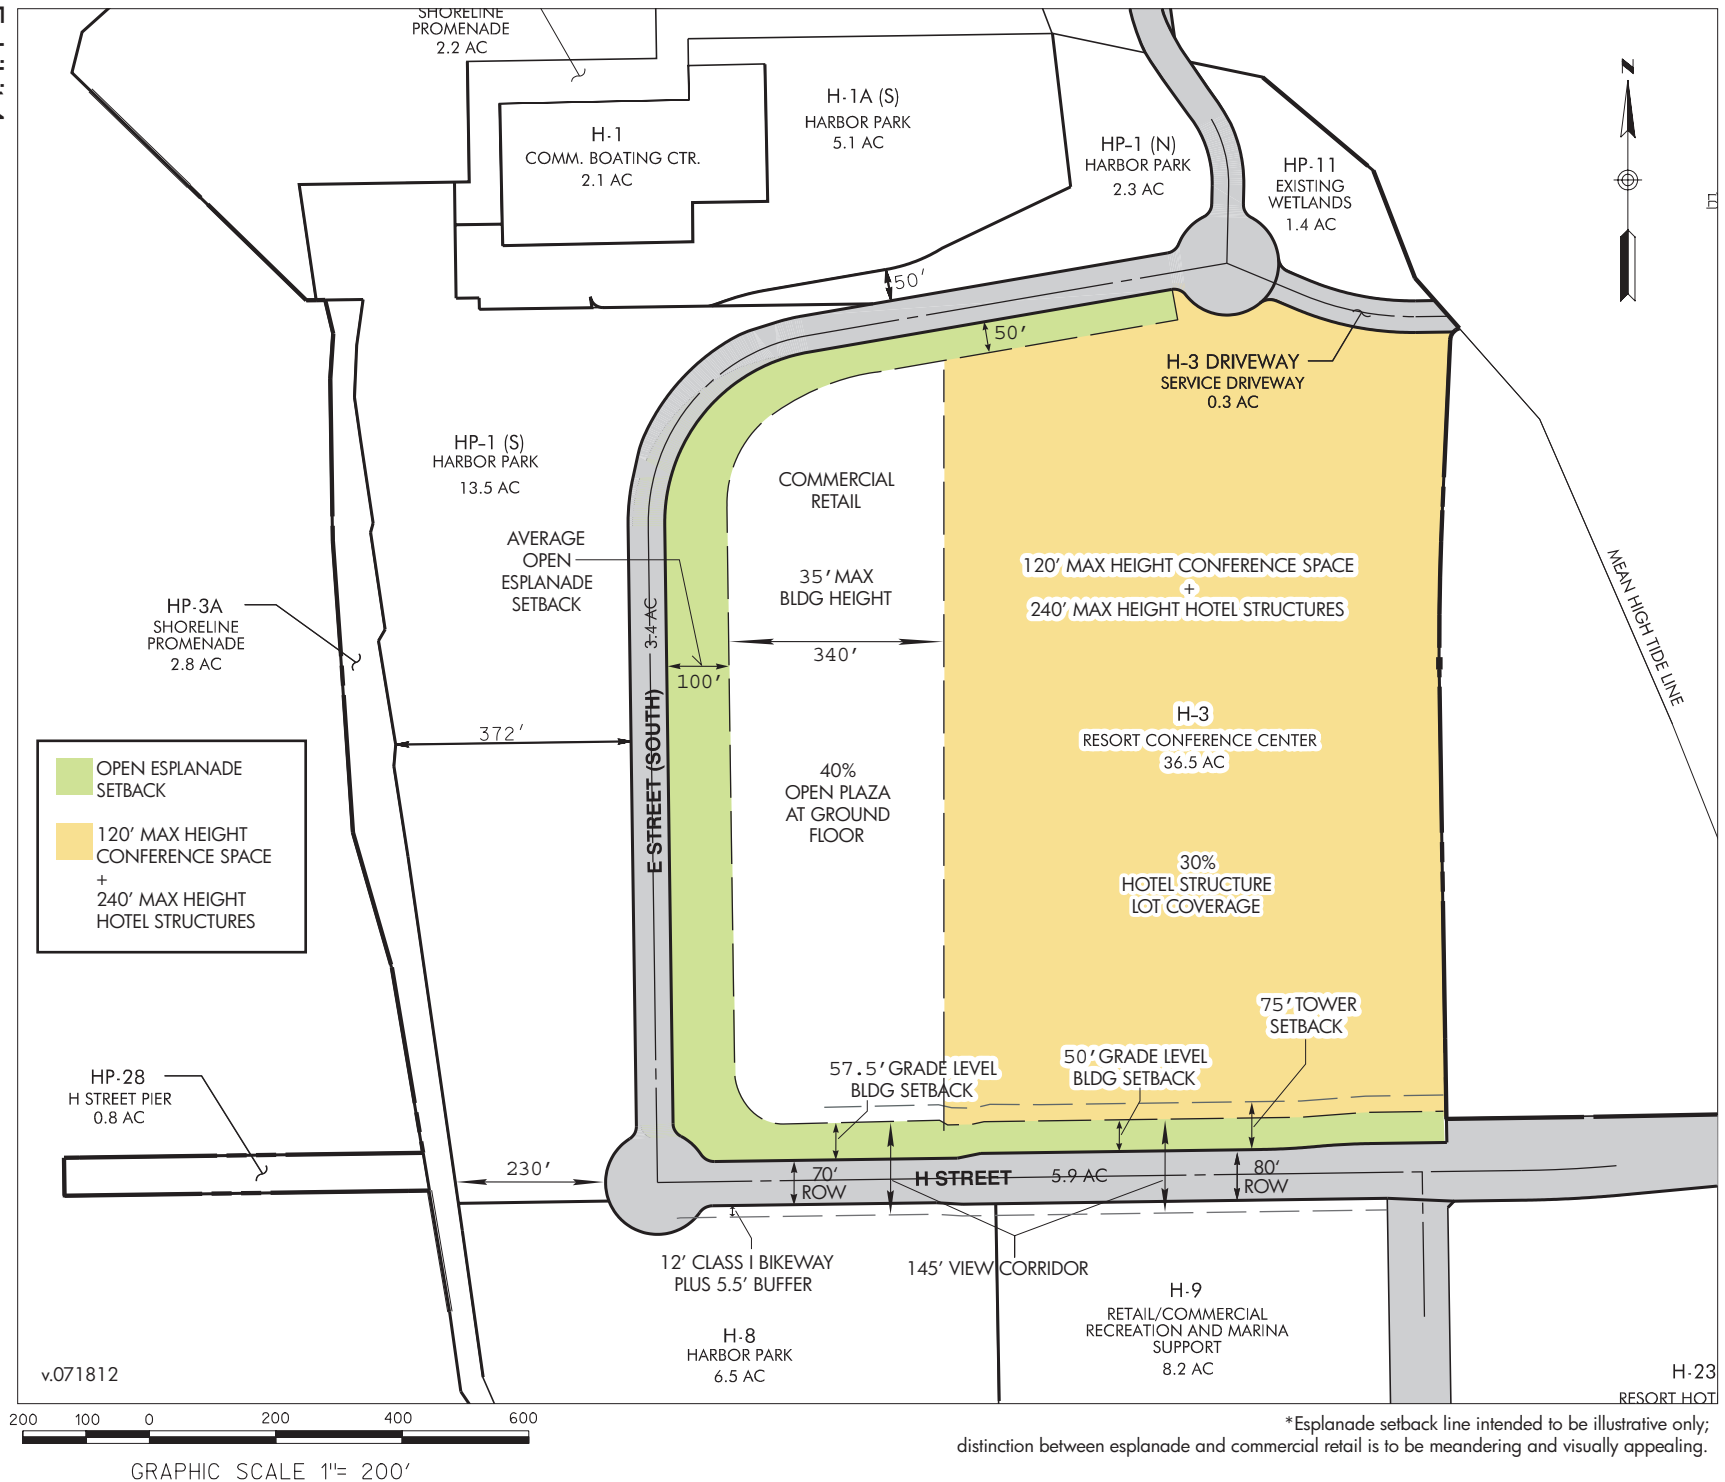 SHORELINE
PROMENADE
2.2 AC
H-1
COMM. BOATING CTR.
2.1 AC
H-1A (S)
HARBOR PARK
5.1 AC
HP-1 (N)
HARBOR PARK
2.3 AC
HP-11
EXISTING
WETLANDS
1.4 AC
N
50'
50'
H-3 DRIVEWAY
SERVICE DRIVEWAY
0.3 AC
HP-1 (S)
HARBOR PARK
13.5 AC
COMMERCIAL
RETAIL
AVERAGE
OPEN
ESPLANADE
SETBACK
35' MAX
BLDG HEIGHT
340'
100'
120' MAX HEIGHT CONFERENCE SPACE
+
240' MAX HEIGHT HOTEL STRUCTURES
MEAN HIGH TIDE LINE
HP-3A
SHORELINE
PROMENADE
2.8 AC
3.4 AC
E STREET (SOUTH)
372'
H-3
RESORT CONFERENCE CENTER
36.5 AC
40%
OPEN PLAZA
AT GROUND
FLOOR
30%
HOTEL STRUCTURE
LOT COVERAGE
OPEN ESPLANADE
SETBACK
120' MAX HEIGHT
CONFERENCE SPACE
+
240' MAX HEIGHT
HOTEL STRUCTURES
75' TOWER
SETBACK
57.5' GRADE LEVEL
BLDG SETBACK
50' GRADE LEVEL
BLDG SETBACK
HP-28
H STREET PIER
0.8 AC
230'
70'
ROW
H STREET
5.9 AC
80'
ROW
12' CLASS I BIKEWAY
PLUS 5.5' BUFFER
145' VIEW CORRIDOR
H-8
HARBOR PARK
6.5 AC
H-9
RETAIL/COMMERCIAL
RECREATION AND MARINA
SUPPORT
8.2 AC
H-23
RESORT HOT
v.071812
200 100 0 200 400 600
GRAPHIC SCALE 1"= 200'
*Esplanade setback line intended to be illustrative only;
distinction between esplanade and commercial retail is to be meandering and visually appealing.